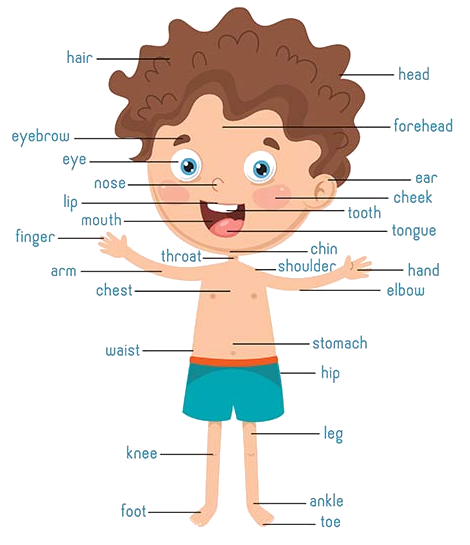 hair
head
forehead
eyebrow
eye
ear
nose
cheek
lip
tooth
mouth
tongue
finger
chin
throat
shoulder
arm
hand
chest
elbow
stomach
waist
hip
leg
knee
ankle
foot
toe